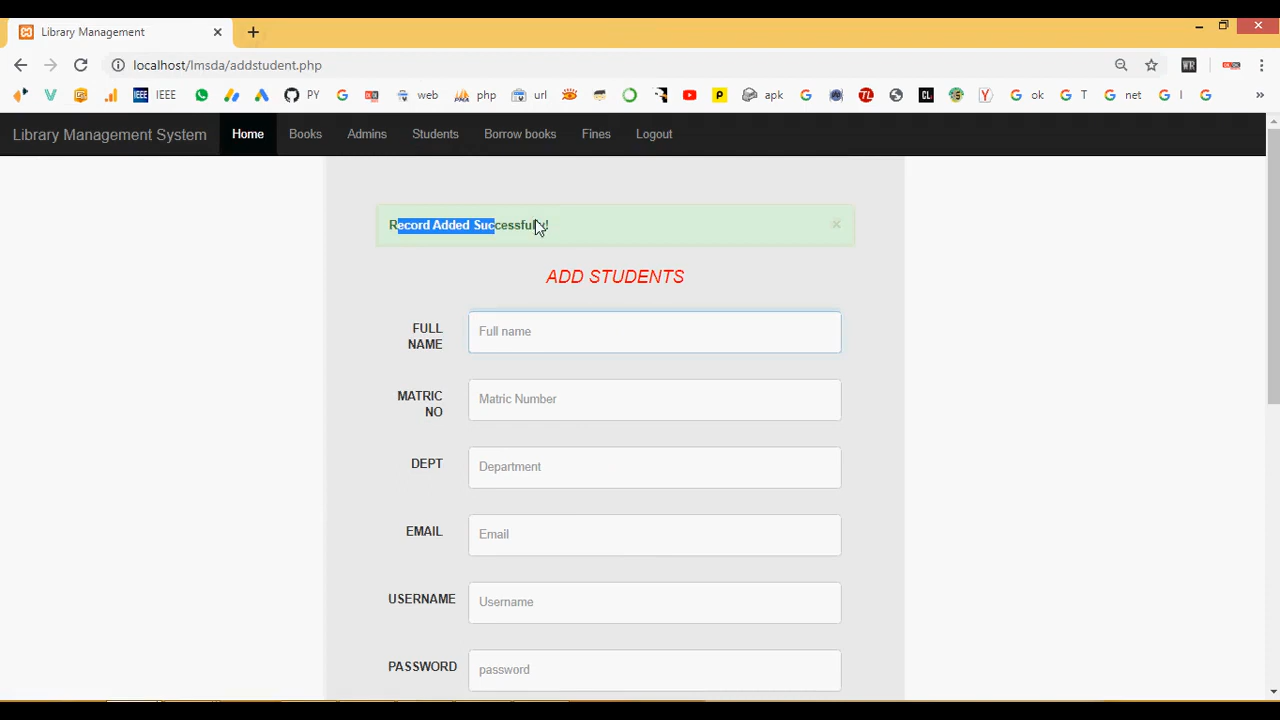 Library Management
localhost/lmsda/addstudent.php
IEEE PY web php url apk ok T net I
Library Management System Home Books Admins Students Borrow books Fines Logout
Record Added Successfully!
ADD STUDENTS
FULL NAME
Full name
MATRIC NO
Matric Number
DEPT
Department
EMAIL
Email
USERNAME
Username
PASSWORD
password